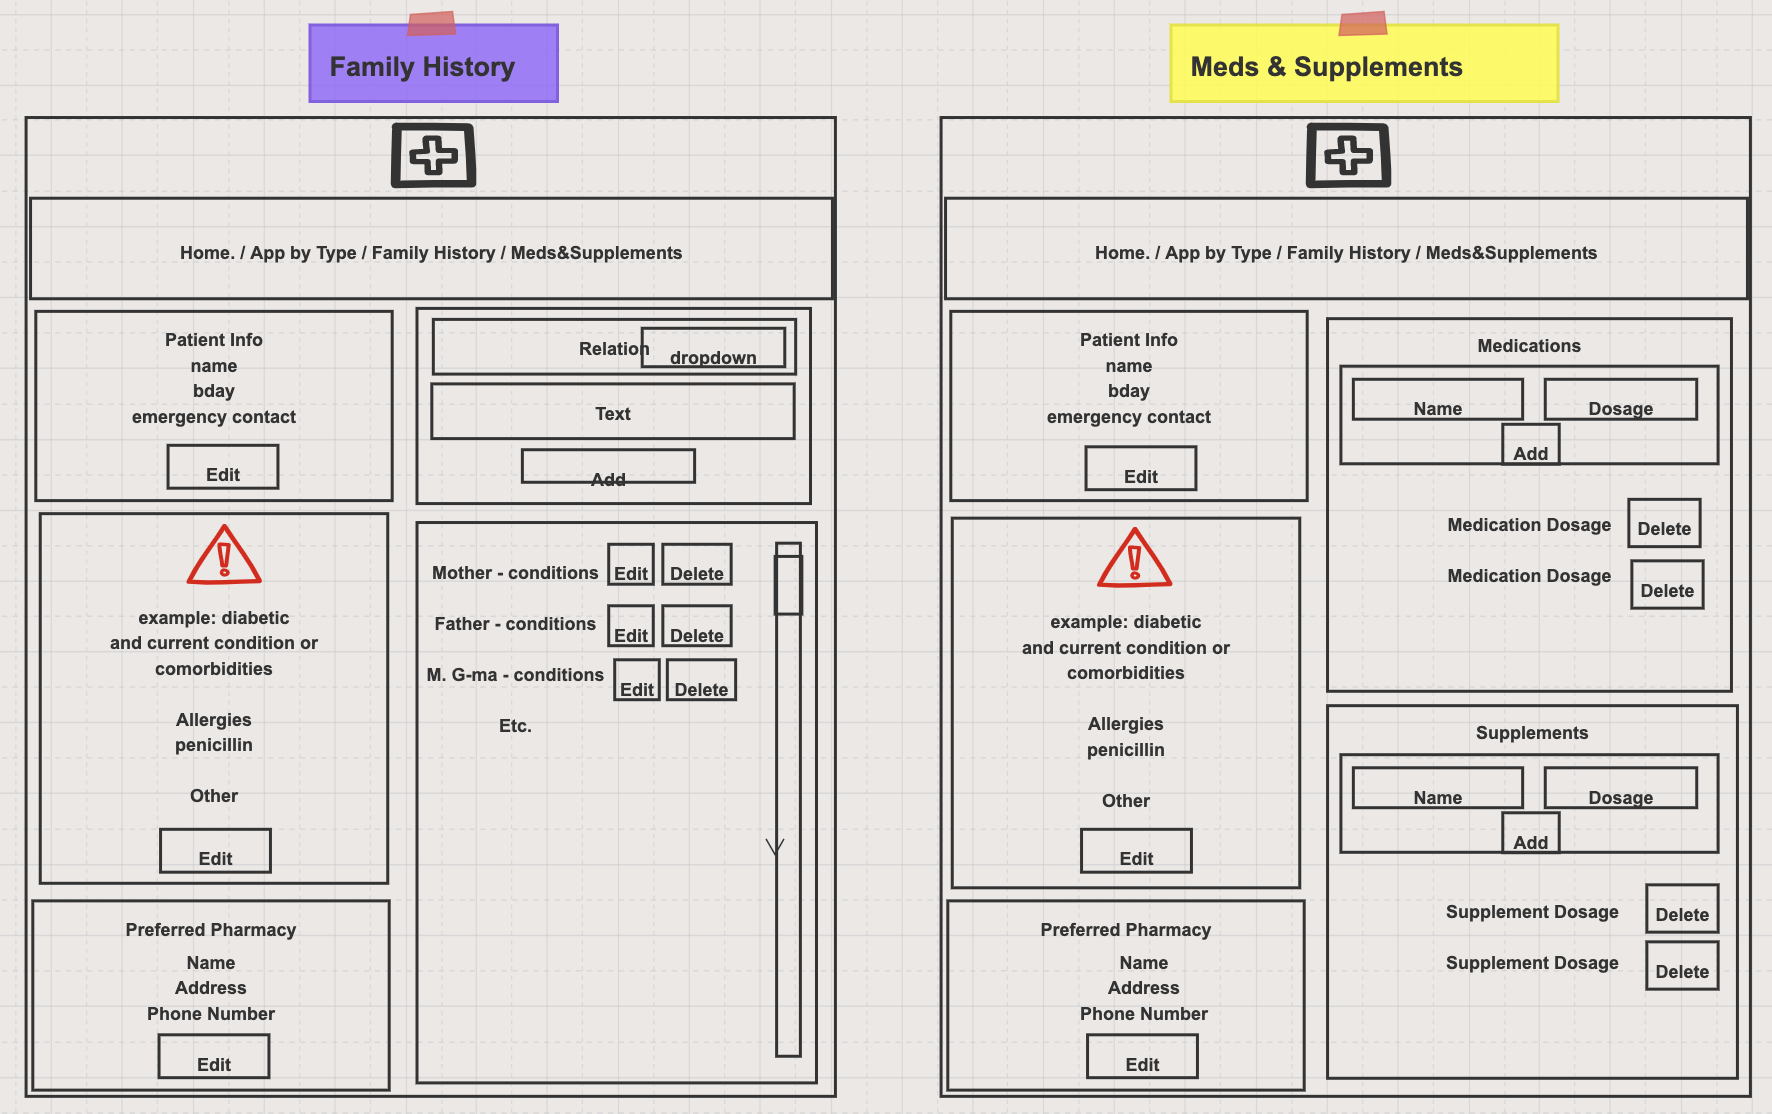 Family History
Home. / App by Type / Family History / Meds&Supplements
Patient Info
name
bday
emergency contact
Edit
Relation
dropdown
Text
Add
!
example: diabetic
and current condition or
comorbidities
Allergies
penicillin
Other
Edit
Mother - conditions Edit Delete
Father - conditions Edit Delete
M. G-ma - conditions Edit Delete
Etc.
Preferred Pharmacy
Name
Address
Phone Number
Edit
Meds & Supplements
Home. / App by Type / Family History / Meds&Supplements
Patient Info
name
bday
emergency contact
Edit
!
example: diabetic
and current condition or
comorbidities
Allergies
penicillin
Other
Edit
Preferred Pharmacy
Name
Address
Phone Number
Edit
Medications
Name Dosage
Add
Medication Dosage Delete
Medication Dosage Delete
Supplements
Name Dosage
Add
Supplement Dosage Delete
Supplement Dosage Delete